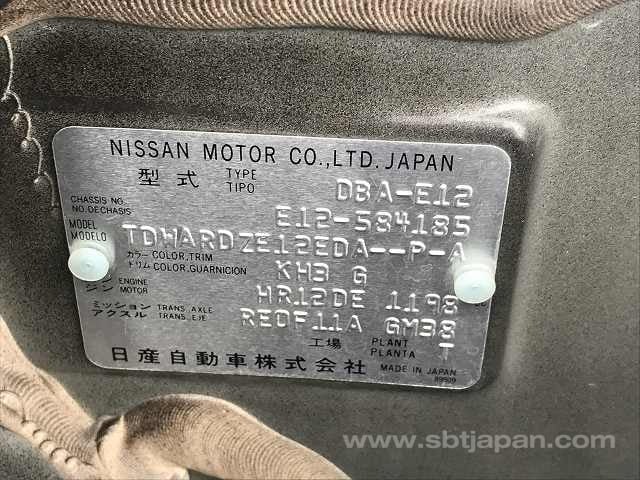 NISSAN MOTOR CO.,LTD. JAPAN
型式 TYPE TIPO DBA-E12
CHASSIS NO. NO.DECHASIS E12-584185
MODEL MODELO TDWARDZE12EDA--P-A
カラー COLOR,TRIM
トリム COLOR,GUARNICION KH3 G
ジン ENGINE MOTOR HR12DE 1198
ミッション TRANS. AXLE
アクスル TRANS. EJE RE0F11A GM38
工場 PLANT PLANTA T
日産自動車株式会社 MADE IN JAPAN
89909
www.sbtjapan.com